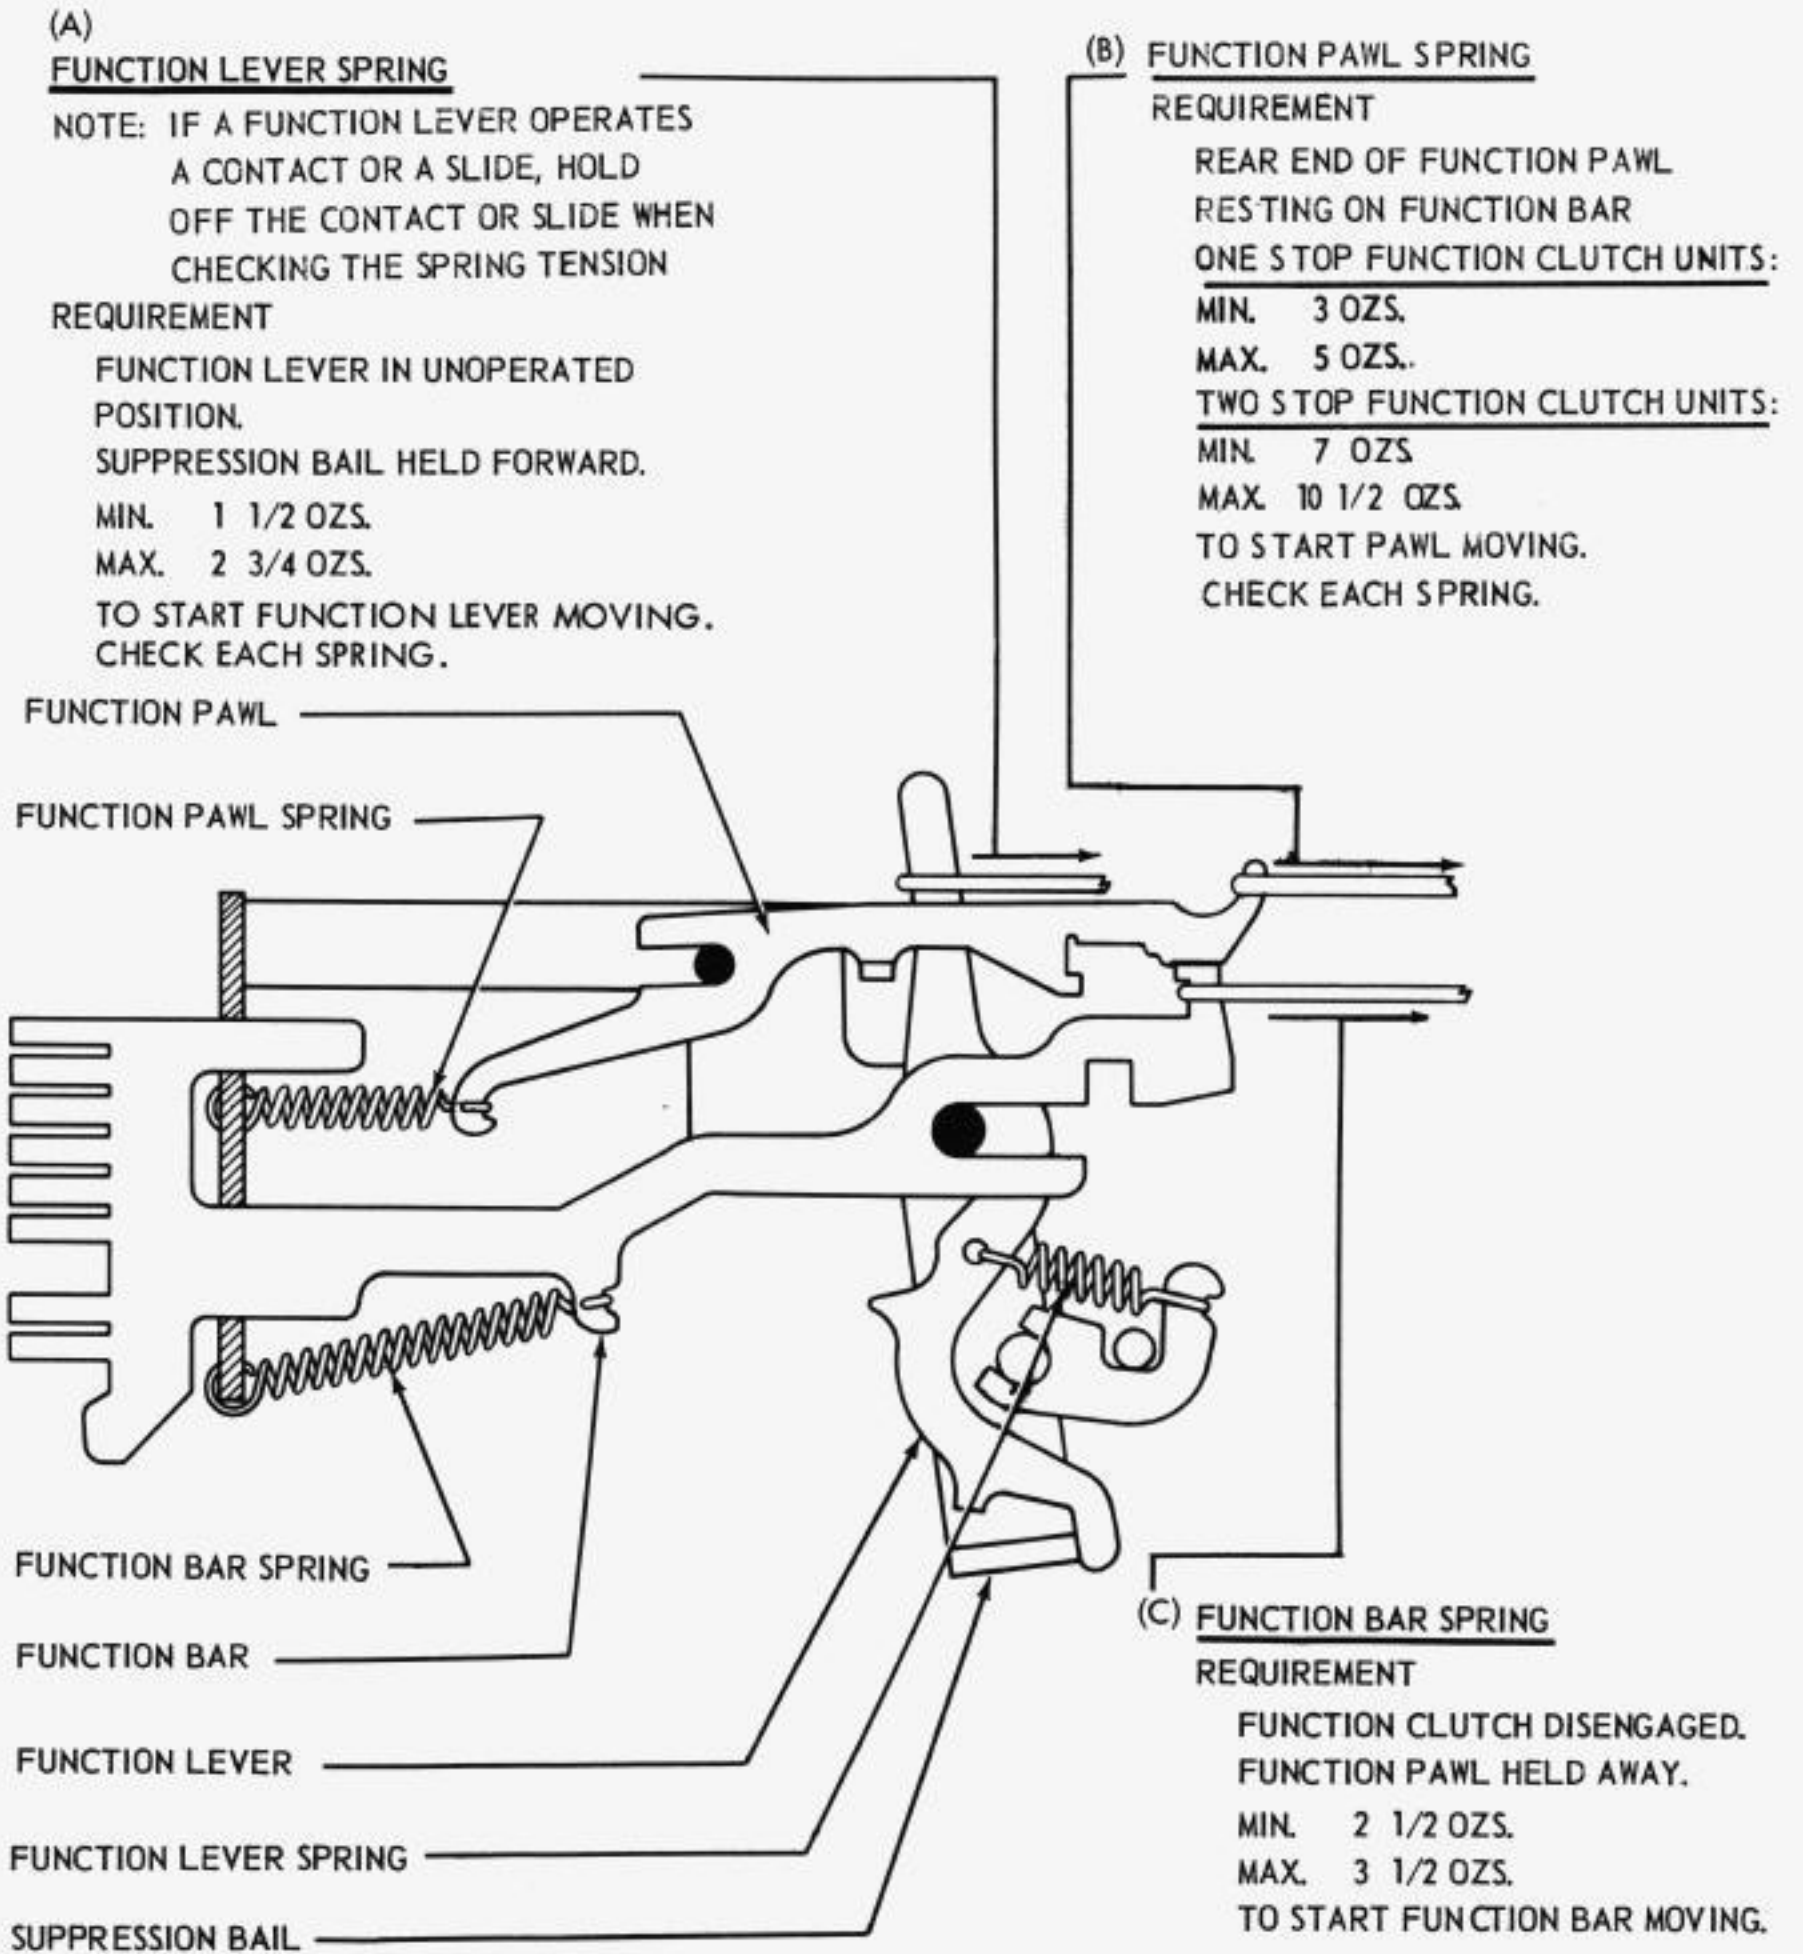 (A)
FUNCTION LEVER SPRING
NOTE: IF A FUNCTION LEVER OPERATES
A CONTACT OR A SLIDE, HOLD
OFF THE CONTACT OR SLIDE WHEN
CHECKING THE SPRING TENSION
REQUIREMENT
FUNCTION LEVER IN UNOPERATED
POSITION.
SUPPRESSION BAIL HELD FORWARD.
MIN. 1 1/2 OZS.
MAX. 2 3/4 OZS.
TO START FUNCTION LEVER MOVING.
CHECK EACH SPRING.
(B) FUNCTION PAWL SPRING
REQUIREMENT
REAR END OF FUNCTION PAWL
RESTING ON FUNCTION BAR
ONE STOP FUNCTION CLUTCH UNITS:
MIN. 3 OZS.
MAX. 5 OZS..
TWO STOP FUNCTION CLUTCH UNITS:
MIN. 7 OZS
MAX. 10 1/2 OZS.
TO START PAWL MOVING.
CHECK EACH SPRING.
FUNCTION PAWL
FUNCTION PAWL SPRING
FUNCTION BAR SPRING
FUNCTION BAR
FUNCTION LEVER
FUNCTION LEVER SPRING
SUPPRESSION BAIL
(C) FUNCTION BAR SPRING
REQUIREMENT
FUNCTION CLUTCH DISENGAGED.
FUNCTION PAWL HELD AWAY.
MIN. 2 1/2 OZS.
MAX. 3 1/2 OZS.
TO START FUNCTION BAR MOVING.